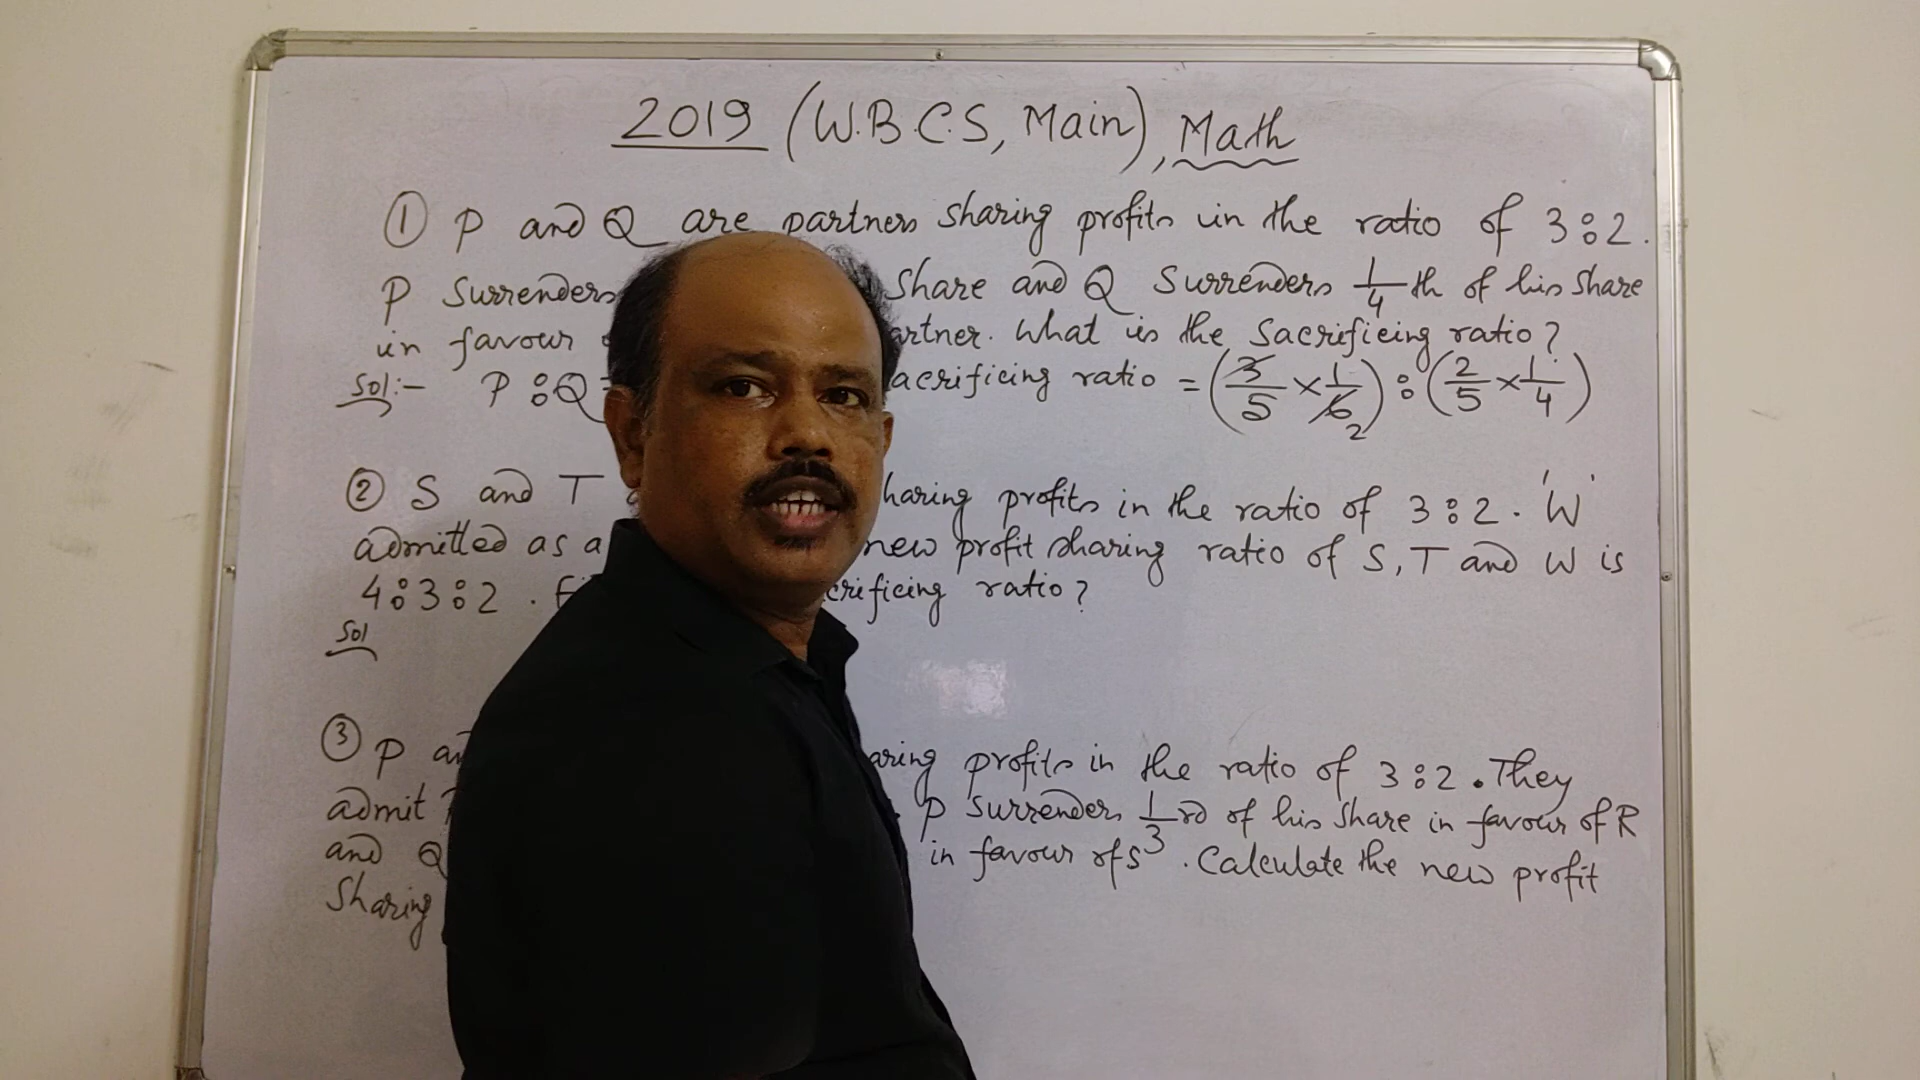 2019 (W.B.C.S, Main), Math
① P and Q are partners sharing profits in the ratio of 3:2.
P Surrenders share and Q Surrenders 1/4 th of his share
in favour artner. What is the Sacrificing ratio?
Sol:- P:Q= acrificing ratio = (3/5 × 1/6 2) : (2/5 × 1/4)
② S and T haring profits in the ratio of 3:2. 'W'
admitted as a new profit sharing ratio of S, T and W is
4:3:2. crificing ratio?
Sol
③ P an aring profits in the ratio of 3:2. They
admit P Surrenders 1/3 rd of his share in favour of R
and Q in favour of S. Calculate the new profit
Sharing